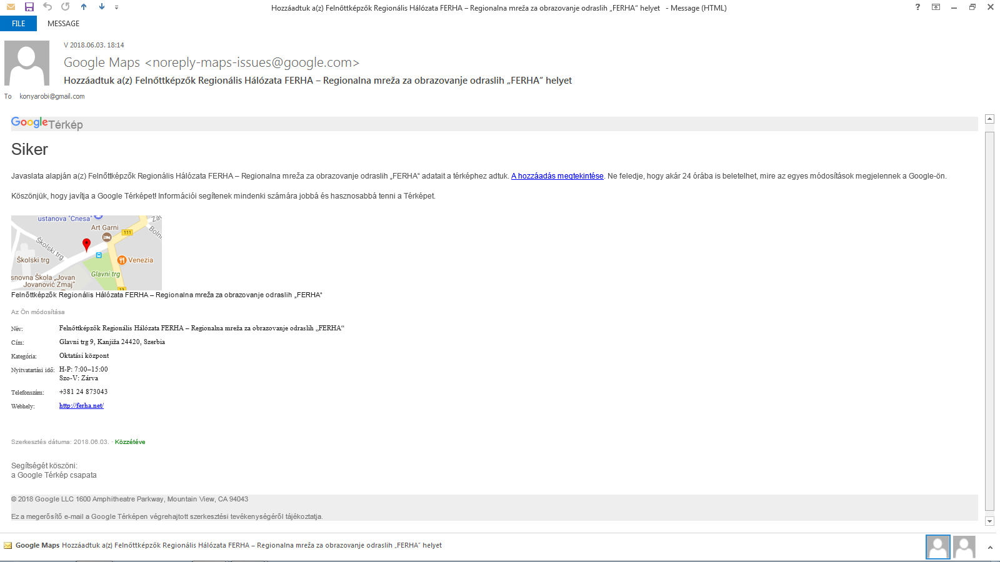 Hozzáadtuk a(z) Felnőttképzők Regionális Hálózata FERHA – Regionalna mreža za obrazovanje odraslih „FERHA“ helyet - Message (HTML)
FILE MESSAGE
V 2018.06.03. 18:14
Google Maps <noreply-maps-issues@google.com>
Hozzáadtuk a(z) Felnőttképzők Regionális Hálózata FERHA – Regionalna mreža za obrazovanje odraslih „FERHA“ helyet
To konyarobi@gmail.com
Google Térkép
Siker
Javaslata alapján a(z) Felnőttképzők Regionális Hálózata FERHA – Regionalna mreža za obrazovanje odraslih „FERHA“ adatait a térképhez adtuk. A hozzáadás megtekintése. Ne feledje, hogy akár 24 órába is beletelhet, mire az egyes módosítások megjelennek a Google-ön.
Köszönjük, hogy javítja a Google Térképet! Információi segítenek mindenki számára jobbá és hasznosabbá tenni a Térképet.
ustanova "Cnesa"
Art Garni
111
Školski trg
Školski trg
Venezia
Glavni trg
snovna Škola „Jovan
Jovanović Zmaj“
13
Felnőttképzők Regionális Hálózata FERHA – Regionalna mreža za obrazovanje odraslih „FERHA“
Az Ön módosítása
Név: Felnőttképzők Regionális Hálózata FERHA – Regionalna mreža za obrazovanje odraslih „FERHA“
Cím: Glavni trg 9, Kanjiža 24420, Szerbia
Kategória: Oktatási központ
Nyitvatartási idő: H-P: 7:00–15:00
Szo-V: Zárva
Telefonszám: +381 24 873043
Webhely: http://ferha.net/
Szerkesztés dátuma: 2018.06.03. · Közzétéve
Segítségét köszöni:
a Google Térkép csapata
© 2018 Google LLC 1600 Amphitheatre Parkway, Mountain View, CA 94043
Ez a megerősítő e-mail a Google Térképen végrehajtott szerkesztési tevékenységéről tájékoztatja.
Google Maps Hozzáadtuk a(z) Felnőttképzők Regionális Hálózata FERHA – Regionalna mreža za obrazovanje odraslih „FERHA“ helyet